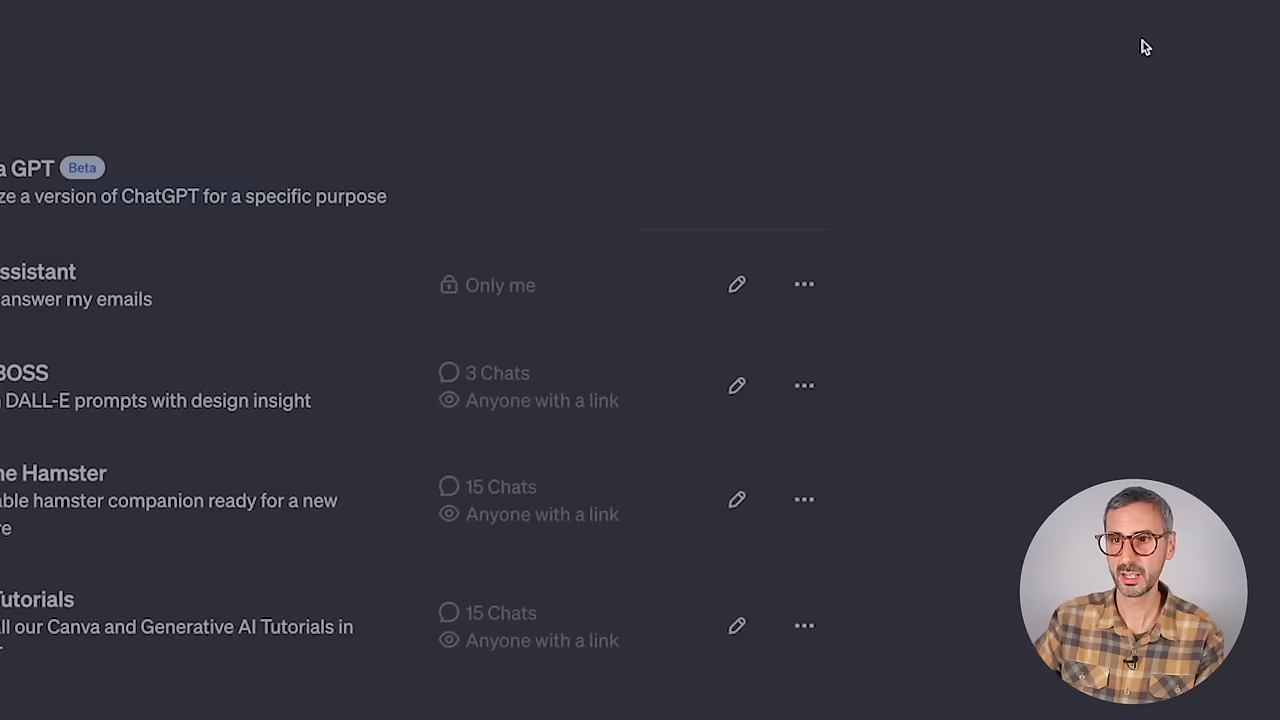 a GPT Beta
ze a version of ChatGPT for a specific purpose
ssistant
answer my emails
Only me
BOSS
DALL-E prompts with design insight
3 Chats
Anyone with a link
ne Hamster
able hamster companion ready for a new
re
15 Chats
Anyone with a link
Tutorials
ll our Canva and Generative AI Tutorials in
15 Chats
Anyone with a link